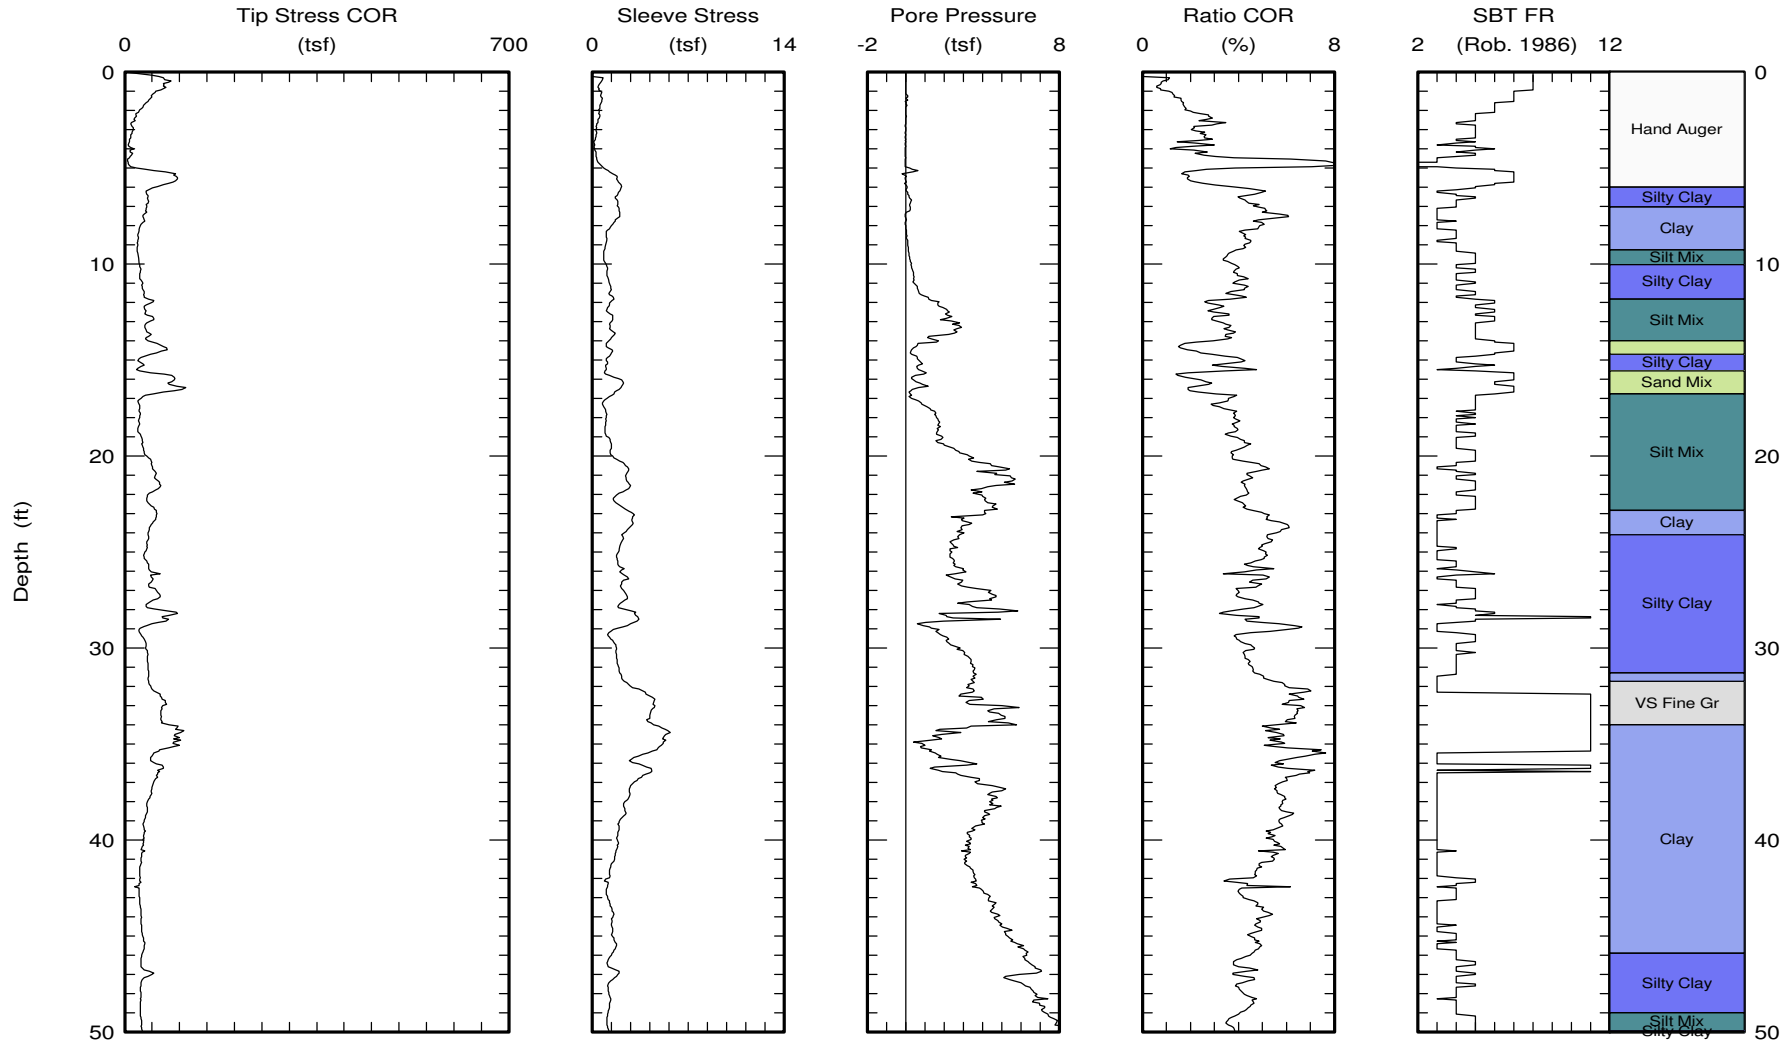 Tip Stress COR
Sleeve Stress
Pore Pressure
Ratio COR
SBT FR
0 (tsf) 700
0 (tsf) 14
-2 (tsf) 8
0 (%) 8
2 (Rob. 1986) 12
0 0
Hand Auger
Silty Clay
Clay
Silt Mix
10 10
Silty Clay
Silt Mix
Silty Clay
Sand Mix
Silt Mix
20 20
Clay
Depth (ft)
Silty Clay
30 30
VS Fine Gr
Clay
40 40
Silty Clay
Silt Mix
Silty Clay
50 50